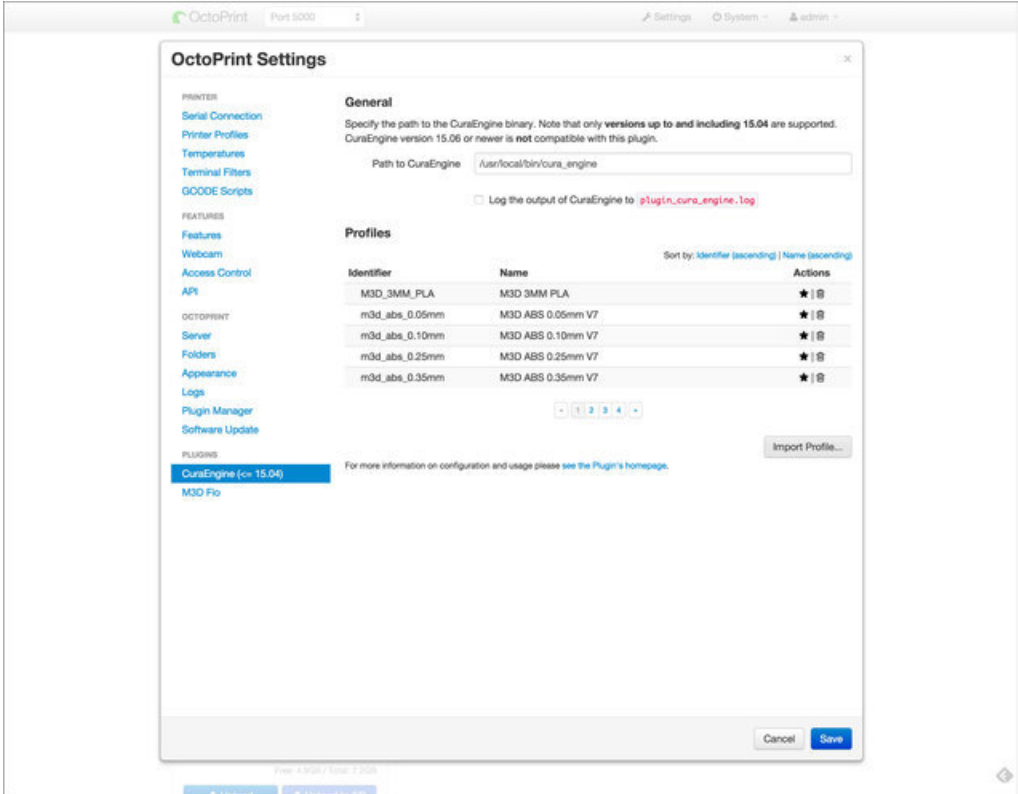 OctoPrint Port 5000 Settings System admin
OctoPrint Settings
×
PRINTER
Serial Connection
Printer Profiles
Temperatures
Terminal Filters
GCODE Scripts
FEATURES
Features
Webcam
Access Control
API
OCTOPRINT
Server
Folders
Appearance
Logs
Plugin Manager
Software Update
PLUGINS
CuraEngine (<= 15.04)
M3D Fio
General
Specify the path to the CuraEngine binary. Note that only versions up to and including 15.04 are supported.
CuraEngine version 15.06 or newer is not compatible with this plugin.
Path to CuraEngine /usr/local/bin/cura_engine
Log the output of CuraEngine to plugin_cura_engine.log
Profiles
Sort by: Identifier (ascending) | Name (ascending)
Identifier Name Actions
M3D_3MM_PLA M3D 3MM PLA |
m3d_abs_0.05mm M3D ABS 0.05mm V7 |
m3d_abs_0.10mm M3D ABS 0.10mm V7 |
m3d_abs_0.25mm M3D ABS 0.25mm V7 |
m3d_abs_0.35mm M3D ABS 0.35mm V7 |
« 1 2 3 4 »
Import Profile...
For more information on configuration and usage please see the Plugin's homepage.
Cancel Save
Free: 4.9GB / Total: 7.2GB